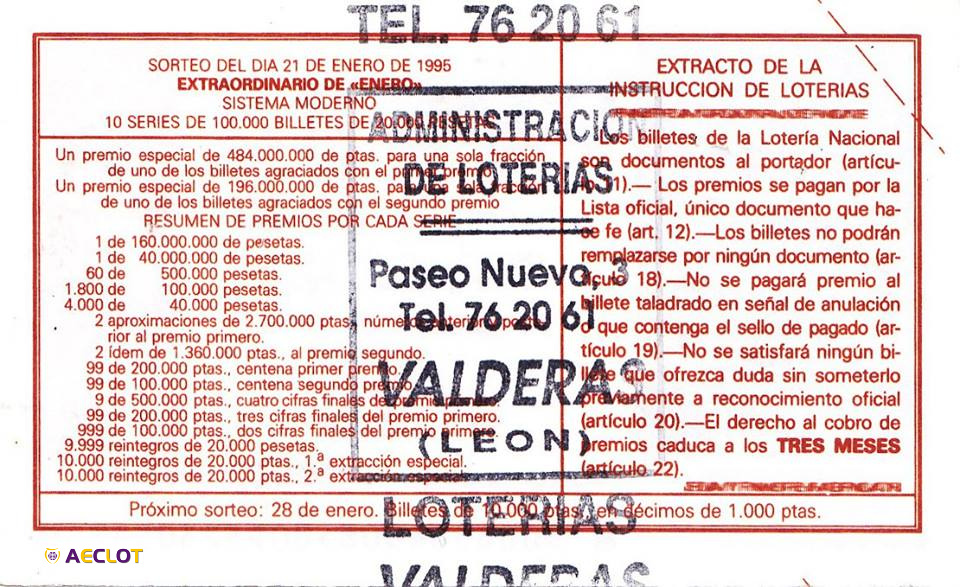 TEL. 76 20 61
SORTEO DEL DIA 21 DE ENERO DE 1995
EXTRAORDINARIO DE «ENERO»
SISTEMA MODERNO
10 SERIES DE 100.000 BILLETES DE 20.000 PESETAS
Un premio especial de 484.000.000 de ptas. para una sola fracción
de uno de los billetes agraciados con el primer premio
Un premio especial de 196.000.000 de ptas. para una sola fracción
de uno de los billetes agraciados con el segundo premio
RESUMEN DE PREMIOS POR CADA SERIE
1 de 160.000.000 de pesetas.
1 de 40.000.000 de pesetas.
60 de 500.000 pesetas.
1.800 de 100.000 pesetas.
4.000 de 40.000 pesetas.
2 aproximaciones de 2.700.000 ptas., números anterior y poste-
rior al premio primero.
2 ídem de 1.360.000 ptas., al premio segundo.
99 de 200.000 ptas., centena primer premio.
99 de 100.000 ptas., centena segundo premio.
9 de 500.000 ptas., cuatro cifras finales del premio primero.
99 de 200.000 ptas., tres cifras finales del premio primero.
999 de 100.000 ptas., dos cifras finales del premio primero.
9.999 reintegros de 20.000 pesetas.
10.000 reintegros de 20.000 ptas., 1.ª extracción especial.
10.000 reintegros de 20.000 ptas., 2.ª extracción especial.
EXTRACTO DE LA
INSTRUCCION DE LOTERIAS
Los billetes de la Lotería Nacional
son documentos al portador (artícu-
lo 1).— Los premios se pagan por la
Lista oficial, único documento que ha-
se fe (art. 12).—Los billetes no podrán
remplazarse por ningún documento (ar-
tículo 18).—No se pagará premio al
billete taladrado en señal de anulación
o que contenga el sello de pagado (ar-
tículo 19).—No se satisfará ningún bi-
llete que ofrezca duda sin someterlo
previamente a reconocimiento oficial
(artículo 20).—El derecho al cobro de
premios caduca a los TRES MESES
(artículo 22).
Próximo sorteo: 28 de enero. Billetes de 10.000 ptas., en décimos de 1.000 ptas.
ADMINISTRACION
DE LOTERIAS
Paseo Nuevo, 3
Tel. 76 20 61
VALDERAS
(LEON)
LOTERIAS
VALDERAS
AECLOT